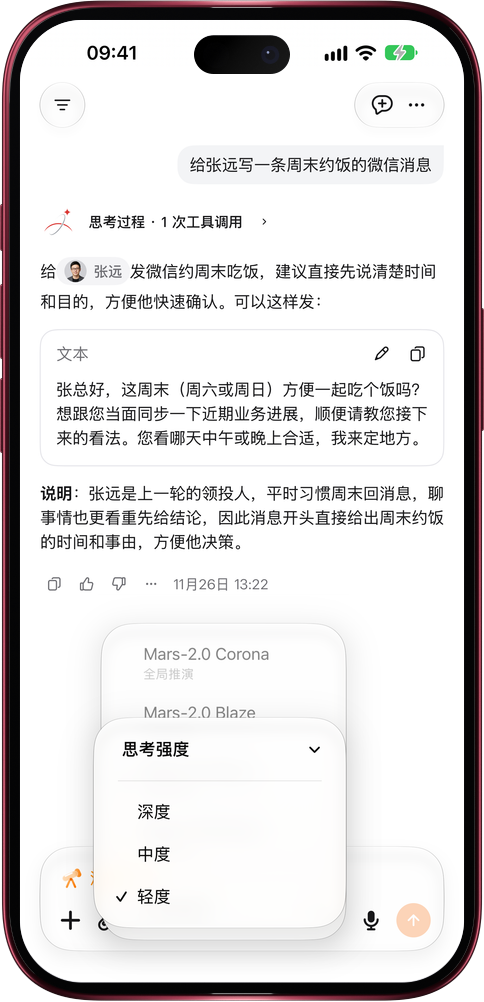 09:41
给张远写一条周末约饭的微信消息
思考过程 · 1 次工具调用
给 张远 发微信约周末吃饭，建议直接先说清楚时间
和目的，方便他快速确认。可以这样发：
文本
张总好，这周末（周六或周日）方便一起吃个饭吗？
想跟您当面同步一下近期业务进展，顺便请教您接下
来的看法。您看哪天中午或晚上合适，我来定地方。
说明：张远是上一轮的领投人，平时习惯周末回消息，聊
事情也更看重先给结论，因此消息开头直接给出周末约饭
的时间和事由，方便他决策。
11月26日 13:22
Mars-2.0 Corona
全局推演
Mars-2.0 Blaze
思考强度
深度
中度
轻度